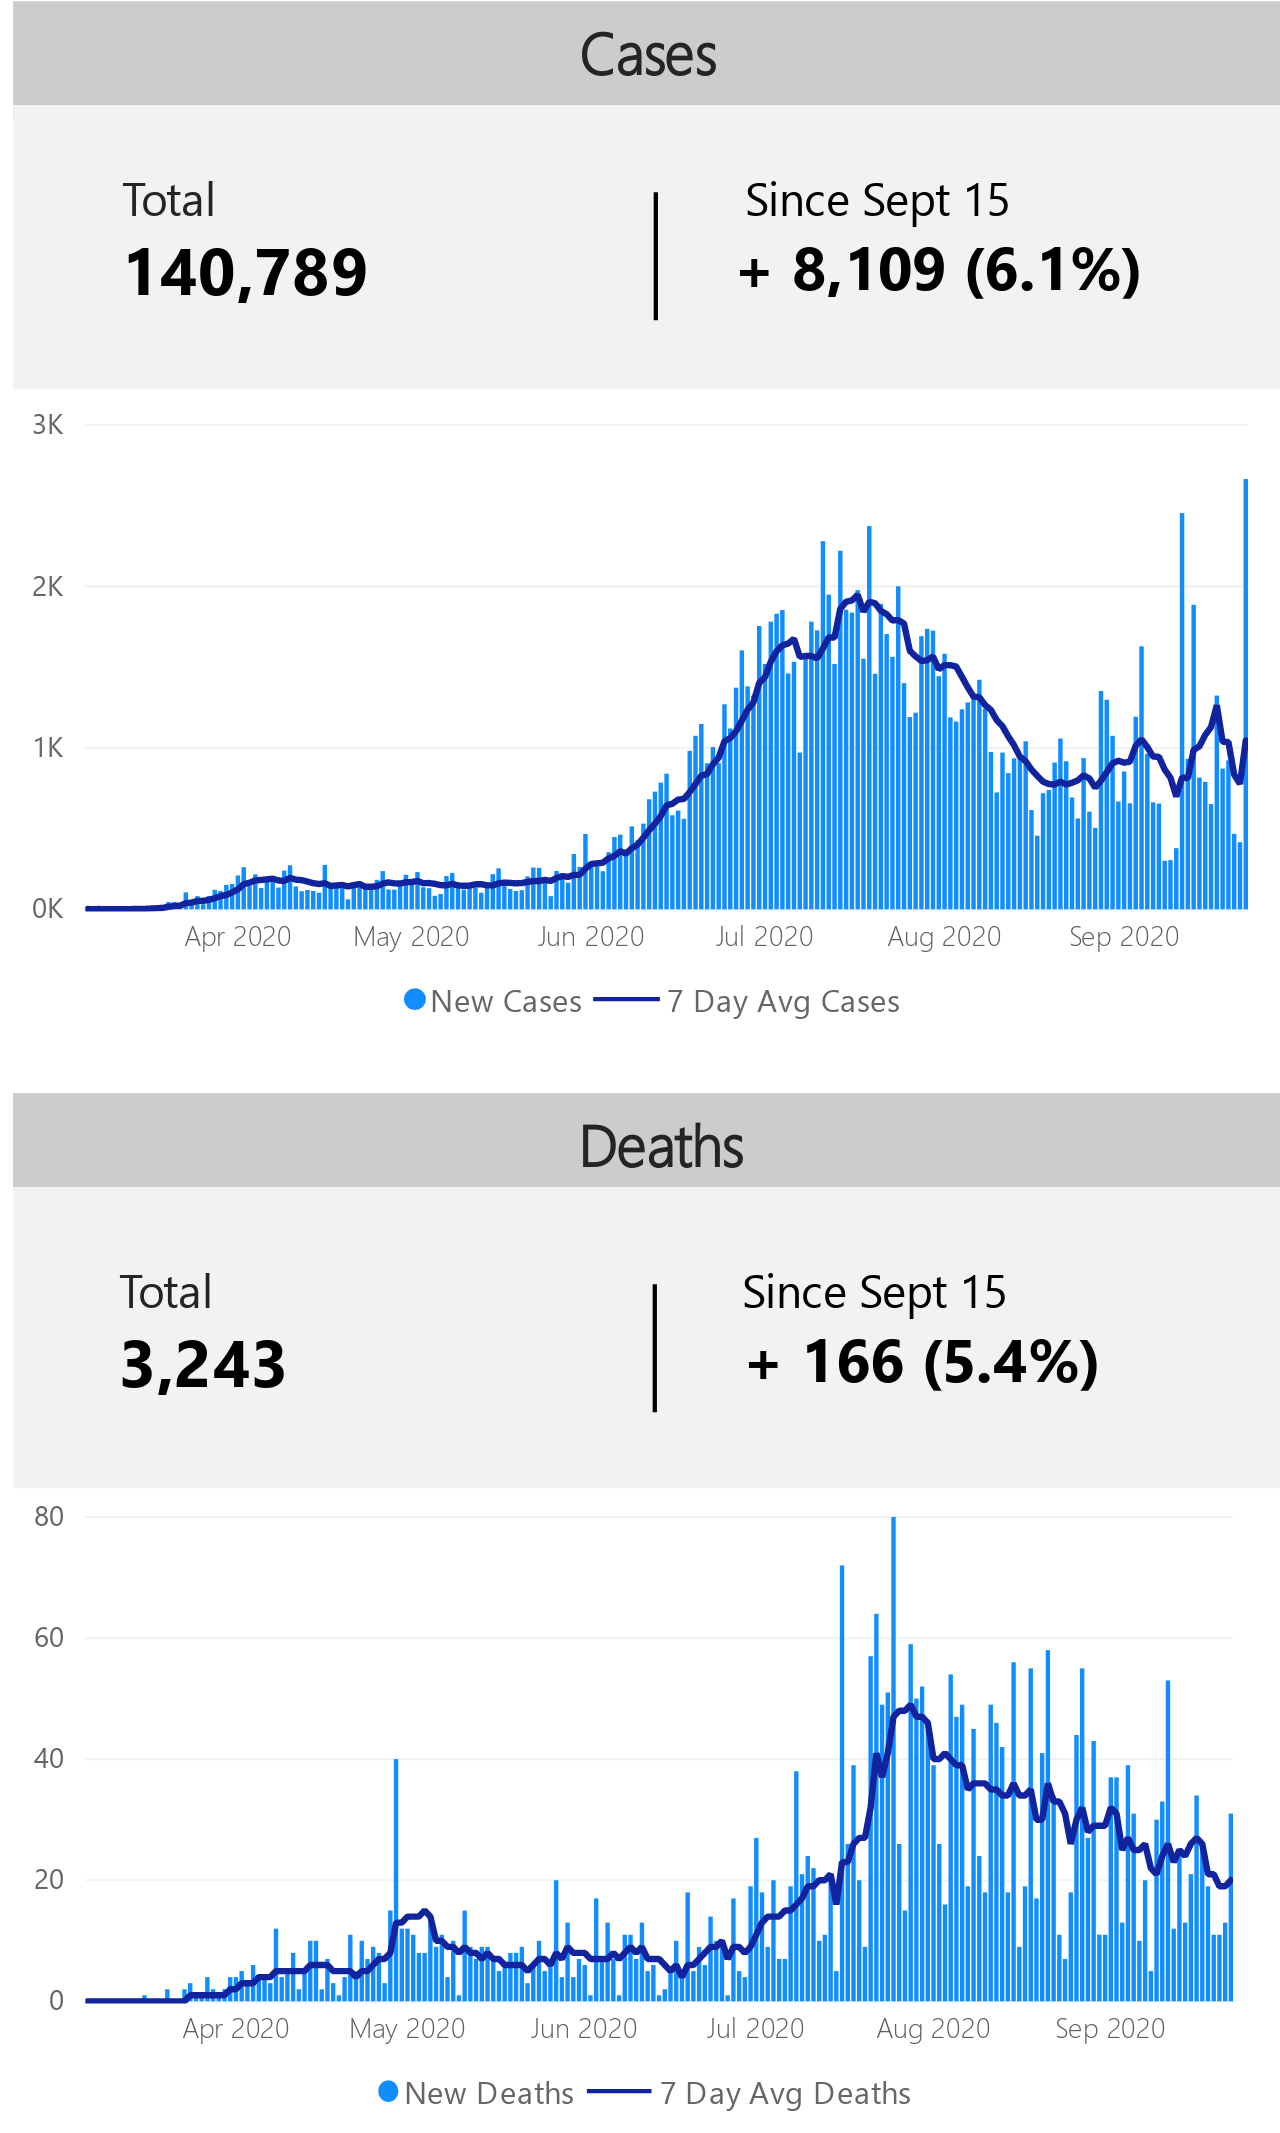 Cases
Total
Since Sept 15
140,789
+ 8,109 (6.1%)
3K
2K
1K
0K
Apr 2020
May 2020
Jun 2020
Jul 2020
Aug 2020
Sep 2020
New Cases
7 Day Avg Cases
Deaths
Total
Since Sept 15
3,243
+ 166 (5.4%)
80
60
40
20
0
Apr 2020
May 2020
Jun 2020
Jul 2020
Aug 2020
Sep 2020
New Deaths
7 Day Avg Deaths